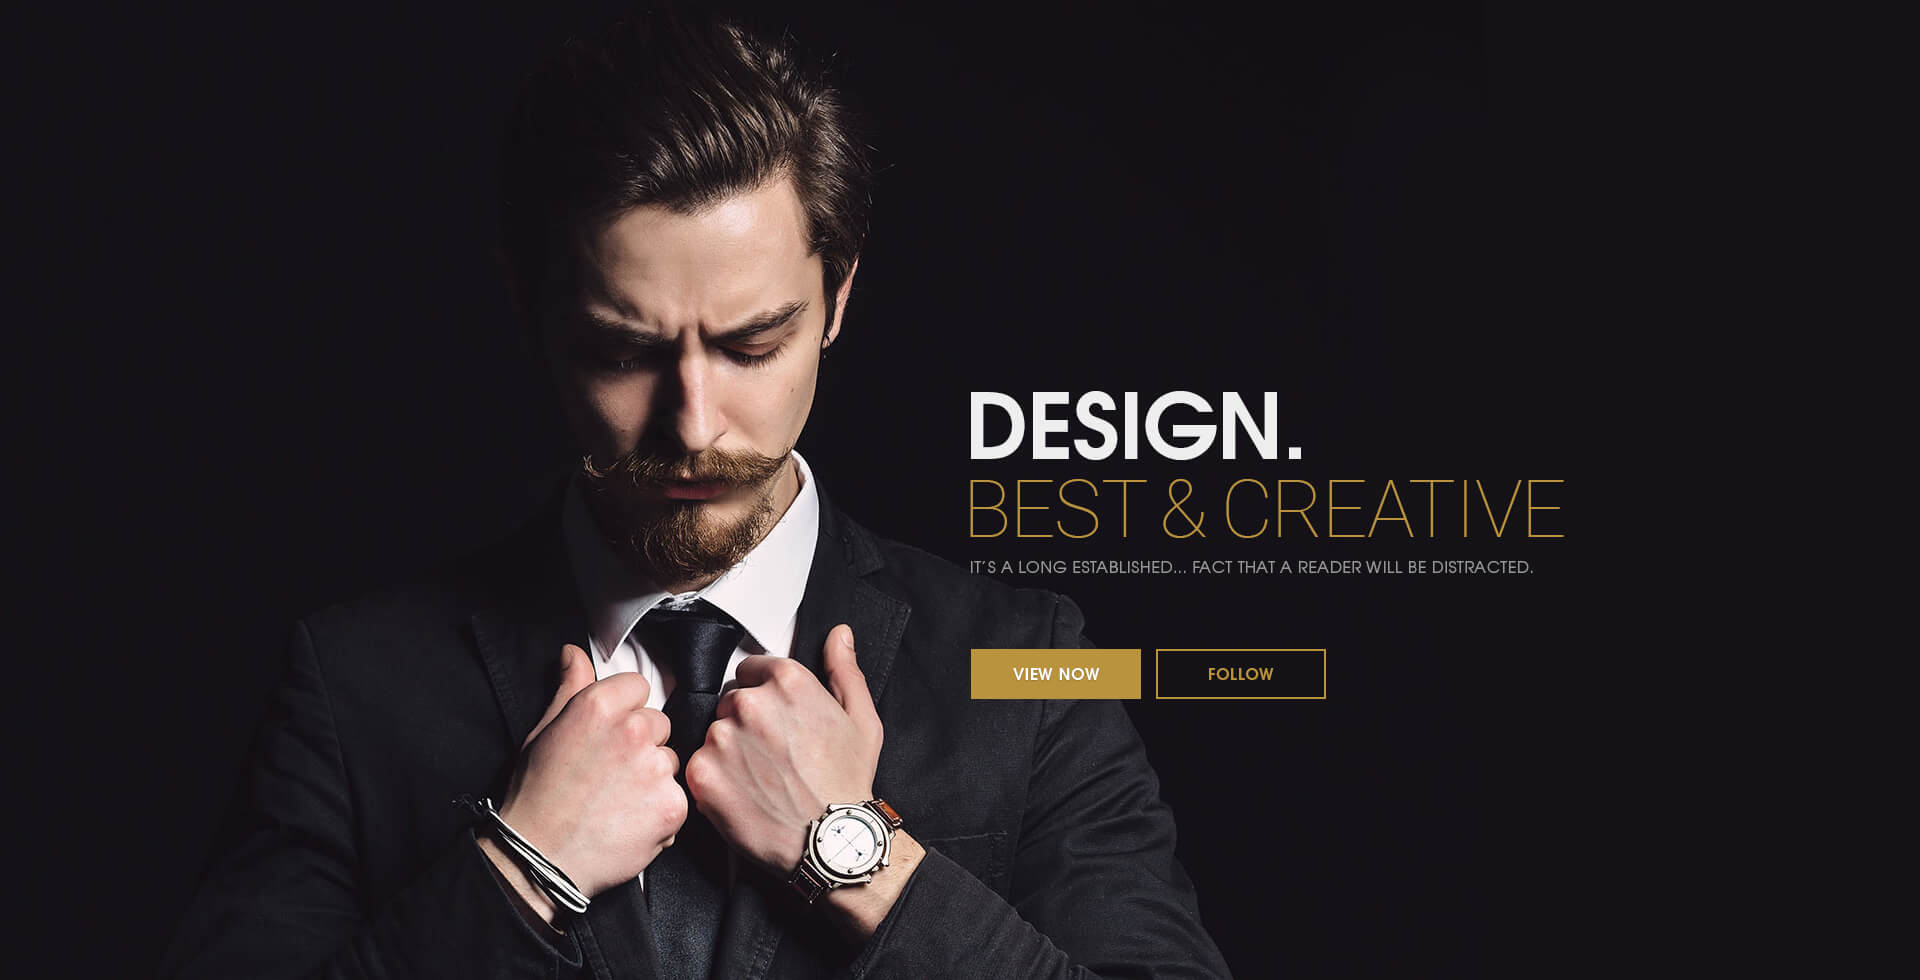 DESIGN.
BEST & CREATIVE
IT'S A LONG ESTABLISHED... FACT THAT A READER WILL BE DISTRACTED.
VIEW NOW
FOLLOW